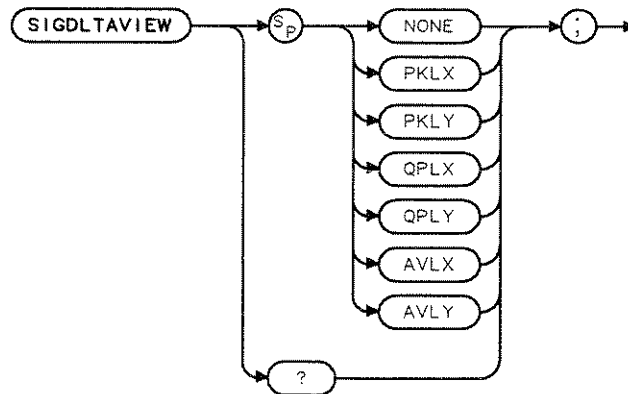 SIGDLTAVIEW
SP
NONE
;
PKLX
PKLY
QPLX
QPLY
AVLX
AVLY
?